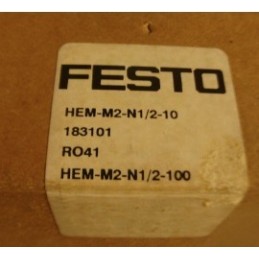 FESTO
HEM-M2-N1/2-10
183101
RO41
HEM-M2-N1/2-100